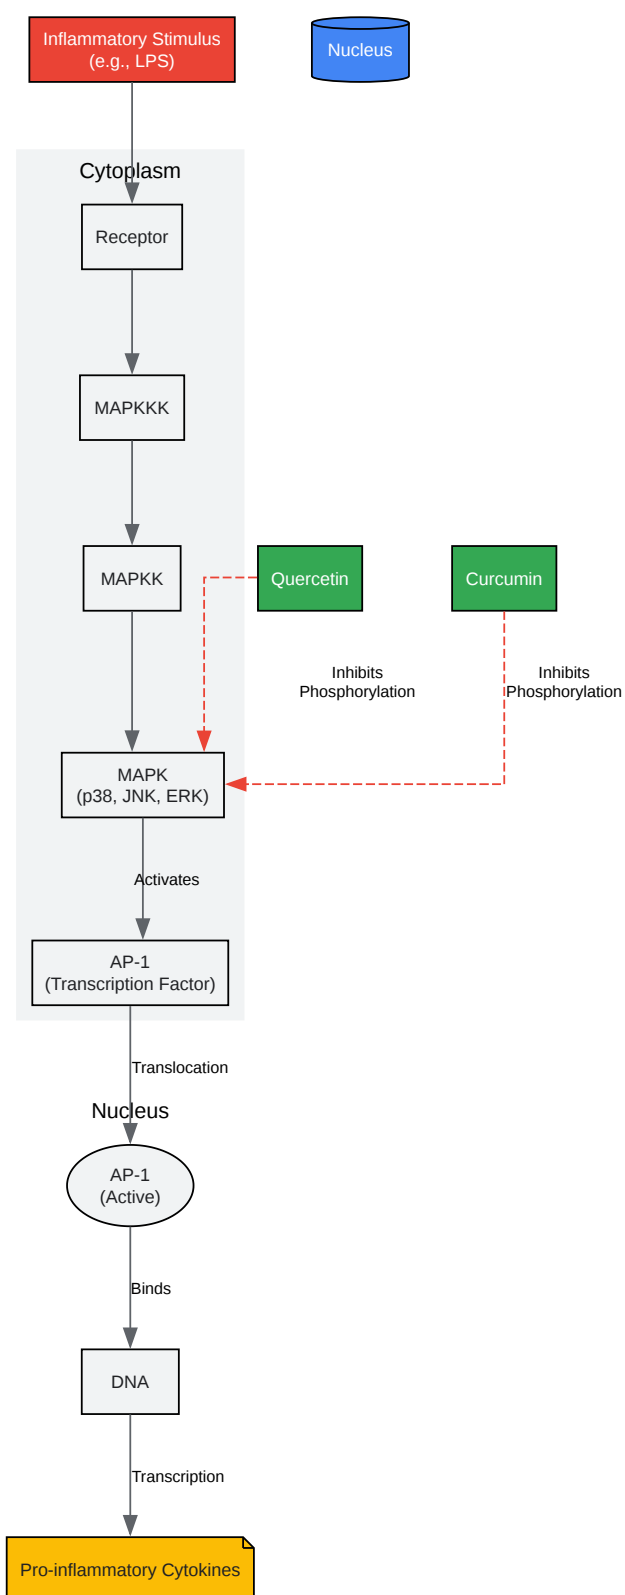 Inflammatory Stimulus
(e.g., LPS)
Nucleus
Cytoplasm
Receptor
MAPKKK
MAPKK
Quercetin
Curcumin
Inhibits
Phosphorylation
Inhibits
Phosphorylation
MAPK
(p38, JNK, ERK)
Activates
AP-1
(Transcription Factor)
Translocation
Nucleus
AP-1
(Active)
Binds
DNA
Transcription
Pro-inflammatory Cytokines